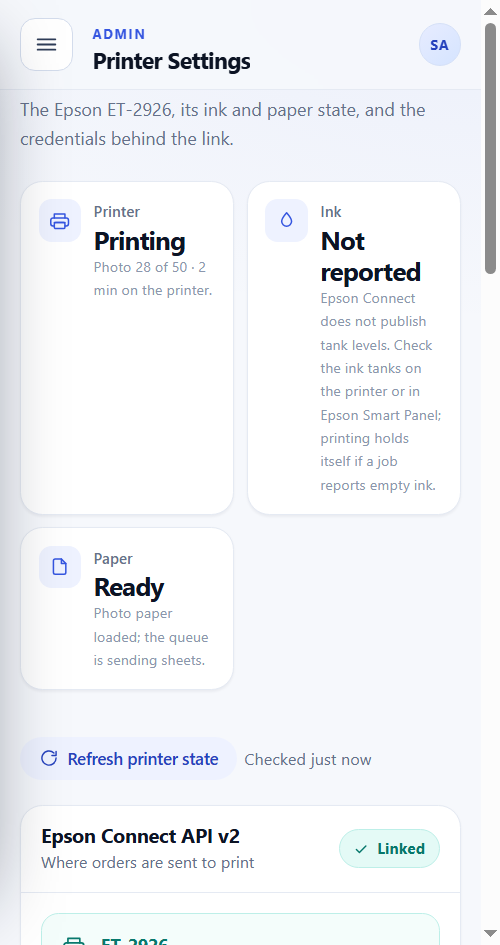 ADMIN
Printer Settings
SA
The Epson ET-2926, its ink and paper state, and the
credentials behind the link.
Printer
Printing
Photo 28 of 50 · 2
min on the printer.
Ink
Not
reported
Epson Connect
does not publish
tank levels. Check
the ink tanks on
the printer or in
Epson Smart Panel;
printing holds
itself if a job
reports empty ink.
Paper
Ready
Photo paper
loaded; the queue
is sending sheets.
Refresh printer state
Checked just now
Epson Connect API v2
Where orders are sent to print
Linked
ET-2926